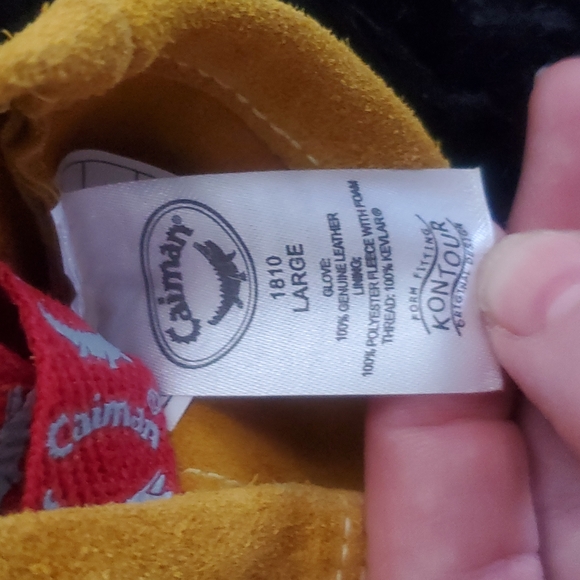 Caiman®
1810
LARGE
GLOVE:
100% GENUINE LEATHER
LINING:
100% POLYESTER FLEECE WITH FOAM
THREAD: 100% KEVLAR®
FORM FITTING
KONTOUR
ORIGINAL DESIGN
Caiman®